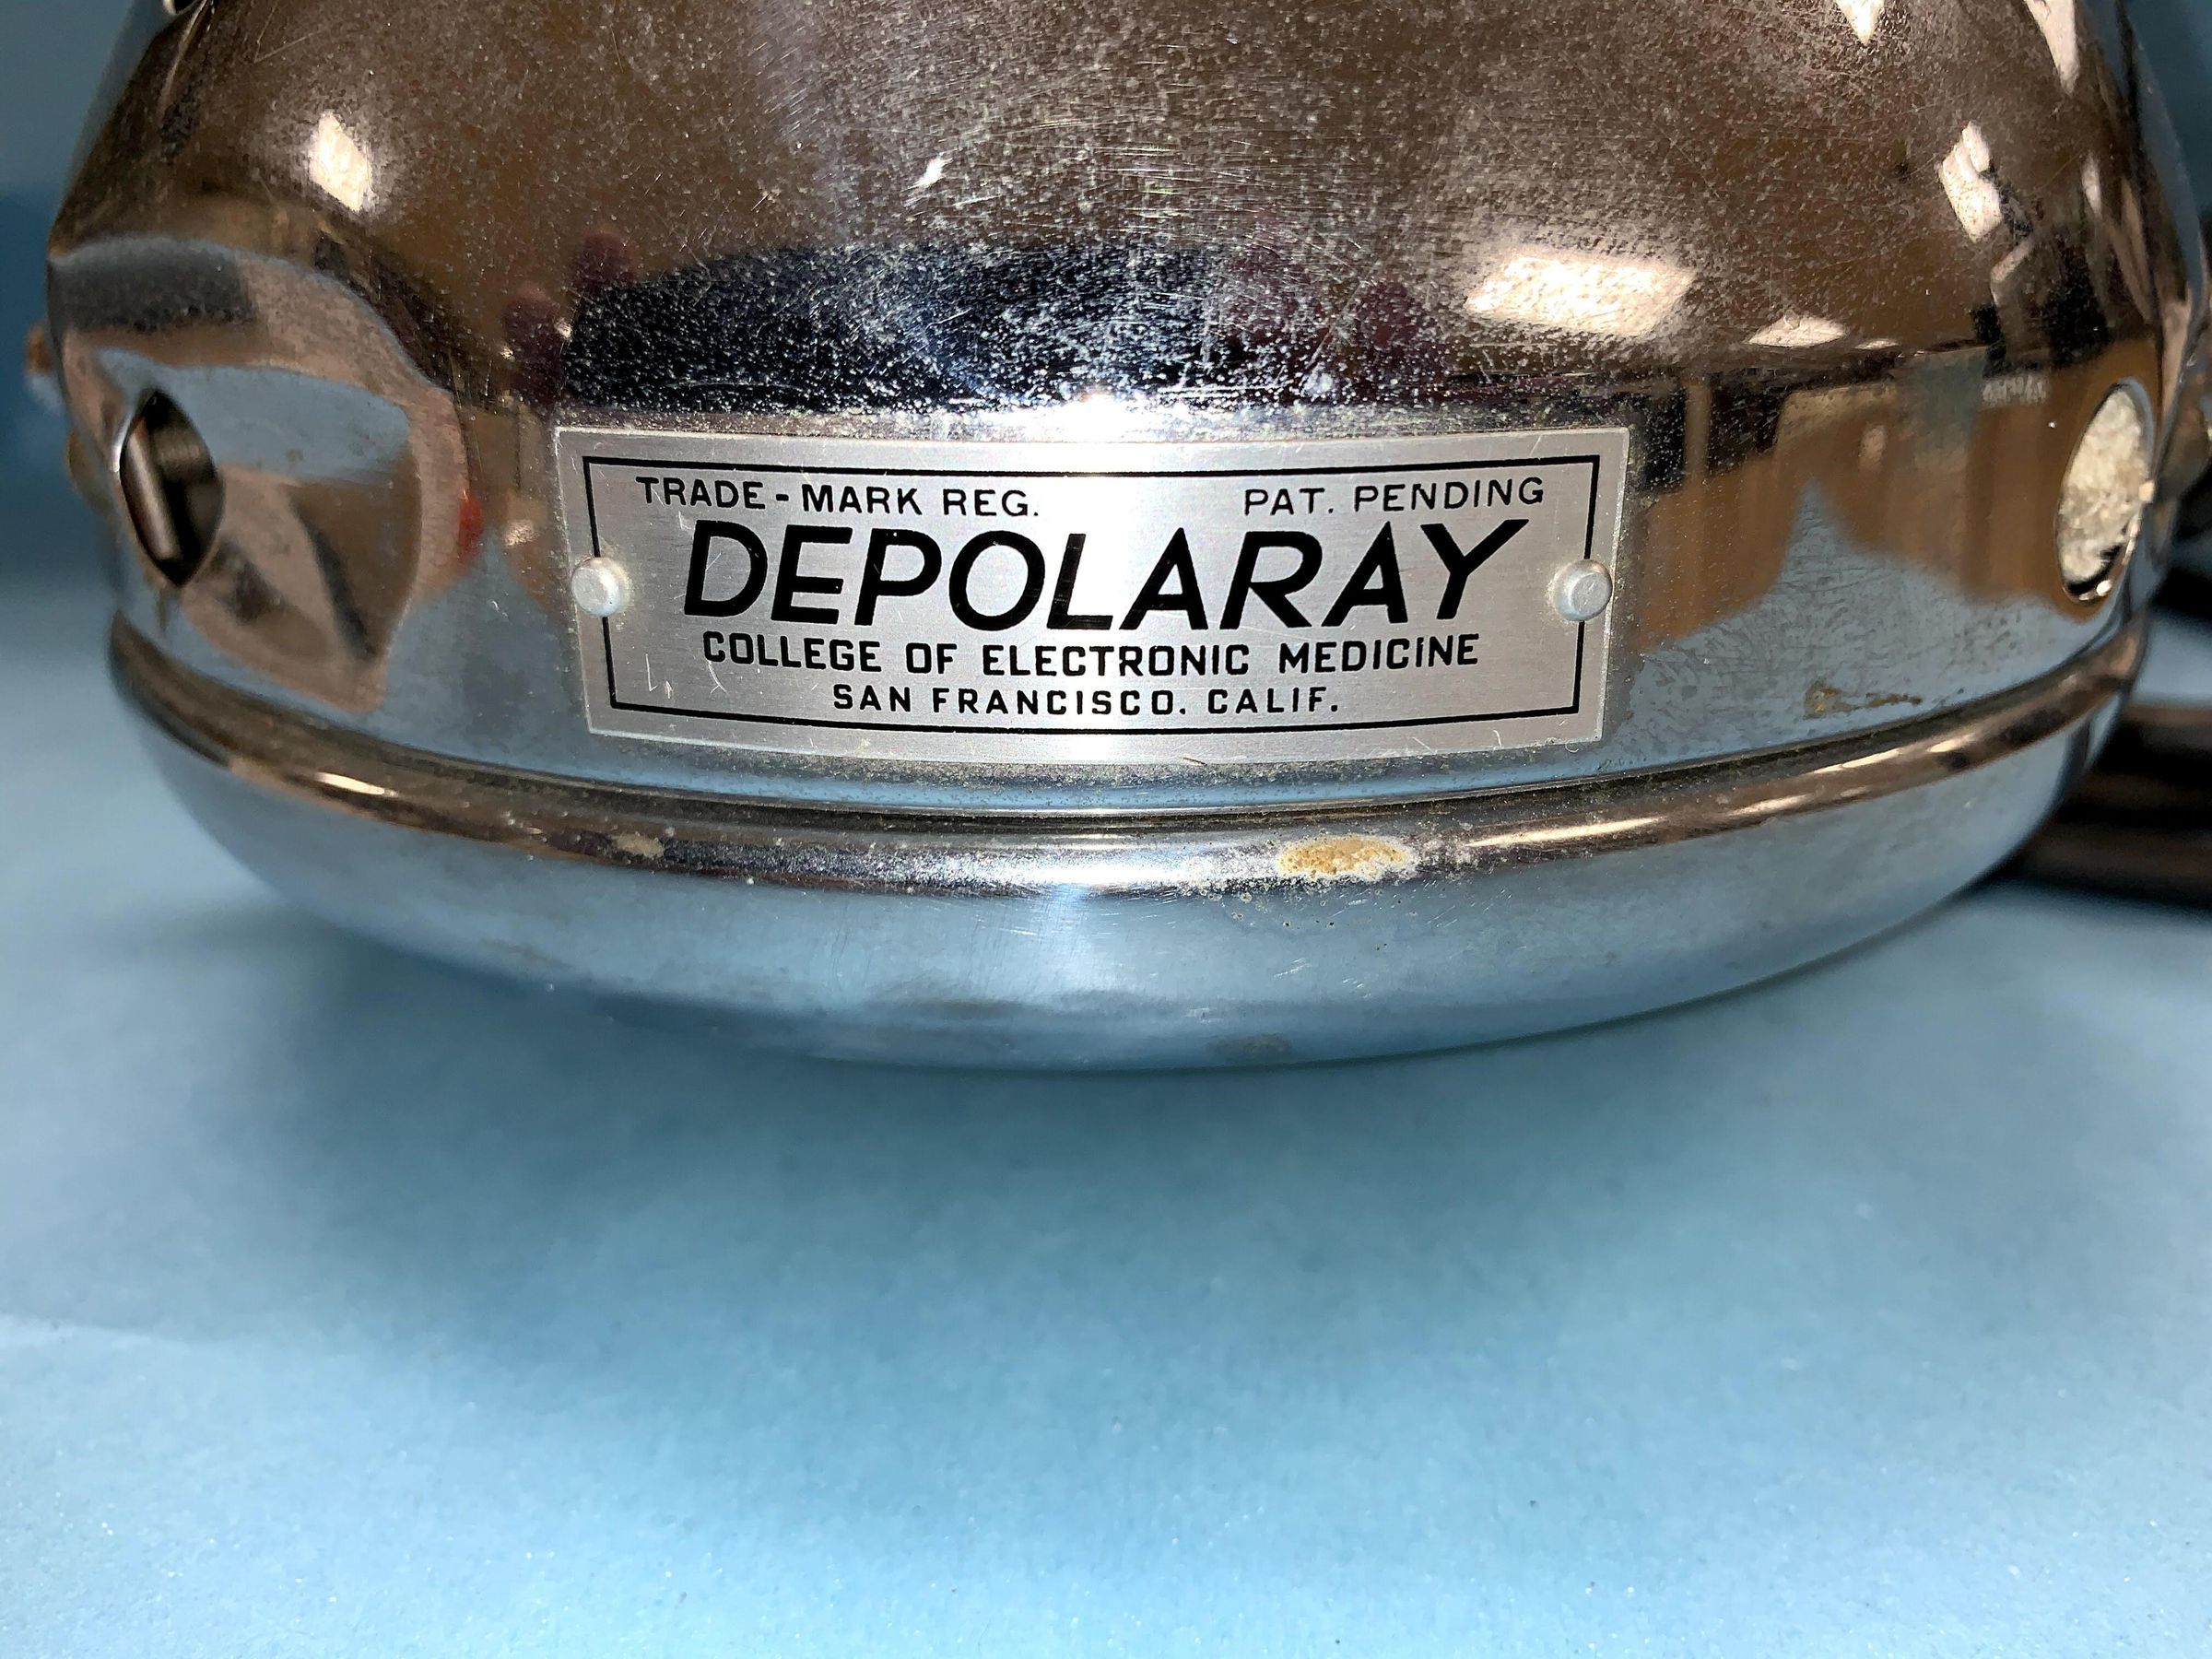 TRADE-MARK REG. PAT. PENDING
DEPOLARAY
COLLEGE OF ELECTRONIC MEDICINE
SAN FRANCISCO. CALIF.